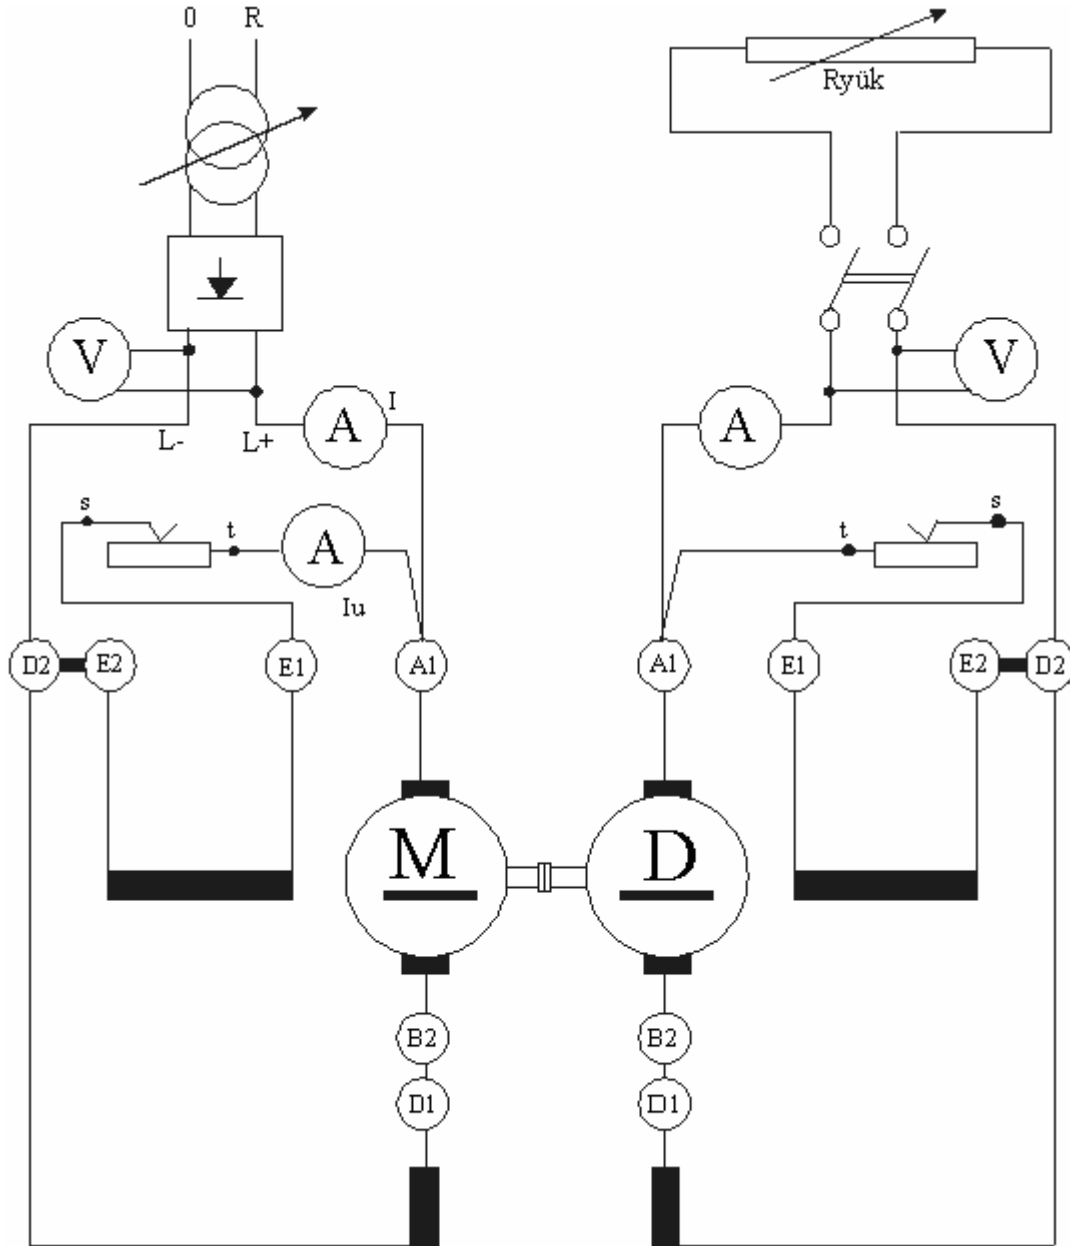 0 R
Ryük
V
V
A I
A
L- L+
s
s
t
t
A
Iu
D2 E2 E1 A1
A1 E1 E2 D2
M
D
B2
B2
D1
D1